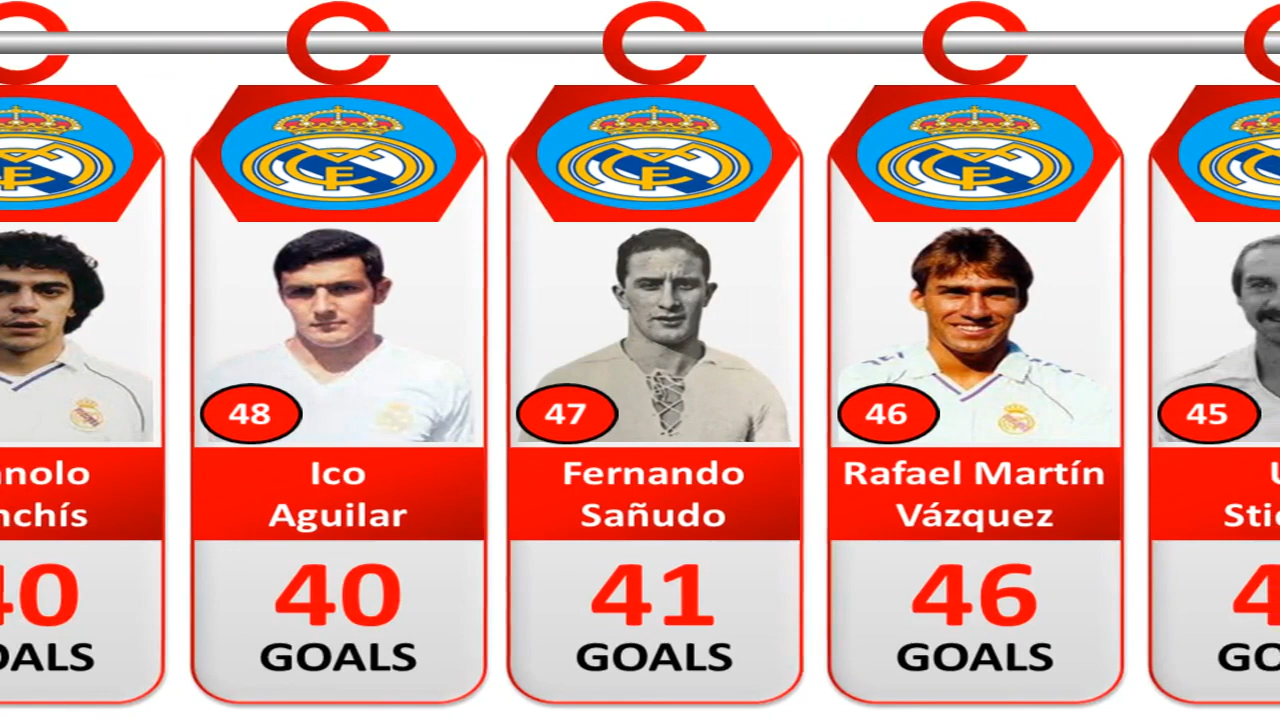 48
47
46
45
Ico
Aguilar
Fernando
Sañudo
Rafael Martín
Vázquez
40
GOALS
41
GOALS
46
GOALS